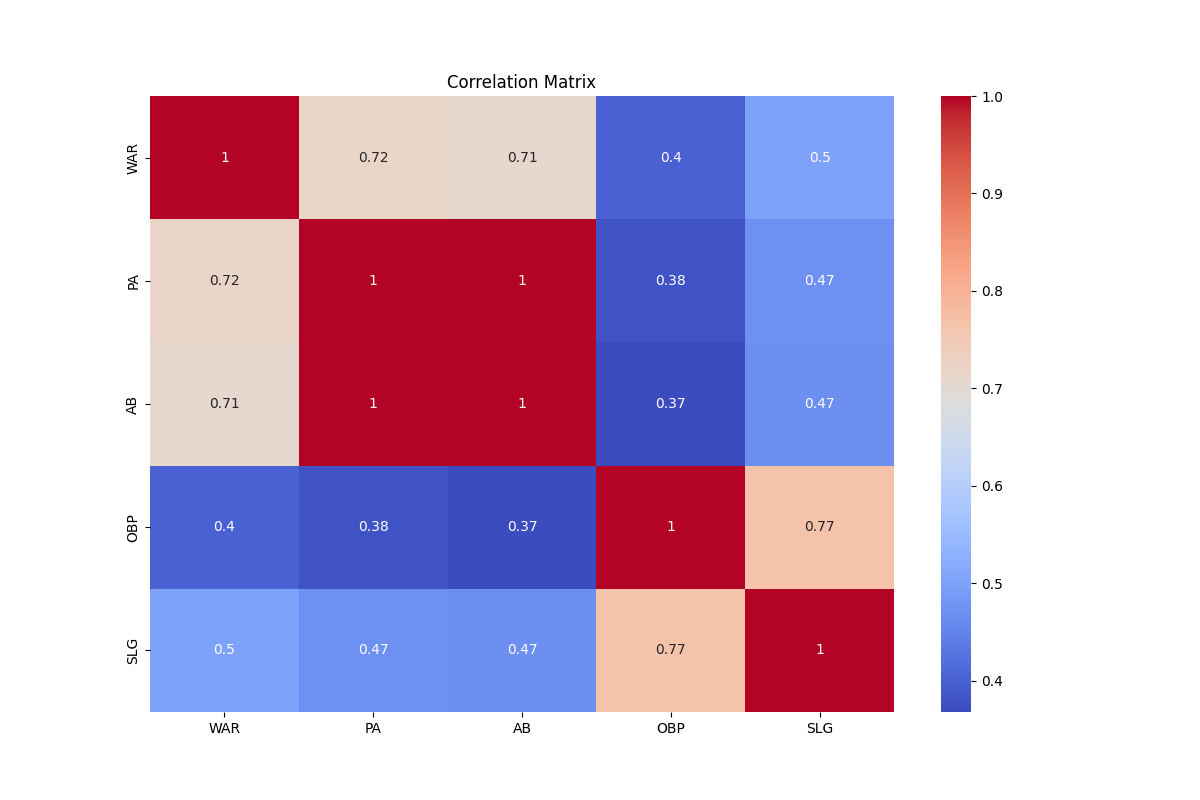 Correlation Matrix
WAR 1 0.72 0.71 0.4 0.5
PA 0.72 1 1 0.38 0.47
AB 0.71 1 1 0.37 0.47
OBP 0.4 0.38 0.37 1 0.77
SLG 0.5 0.47 0.47 0.77 1
WAR PA AB OBP SLG
1.0
0.9
0.8
0.7
0.6
0.5
0.4